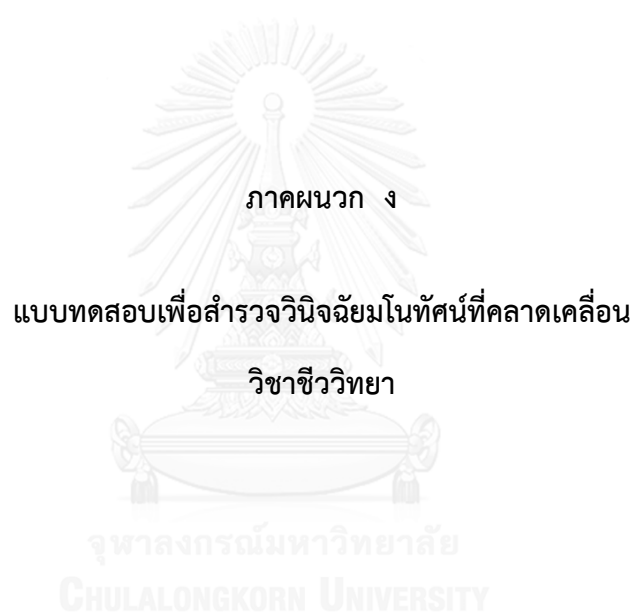 ภาคผนวก ง
แบบทดสอบเพื่อสำรวจวินิจฉัยมโนทัศน์ที่คลาดเคลื่อน
วิชาชีววิทยา
จุฬาลงกรณ์มหาวิทยาลัย
CHULALONGKORN UNIVERSITY